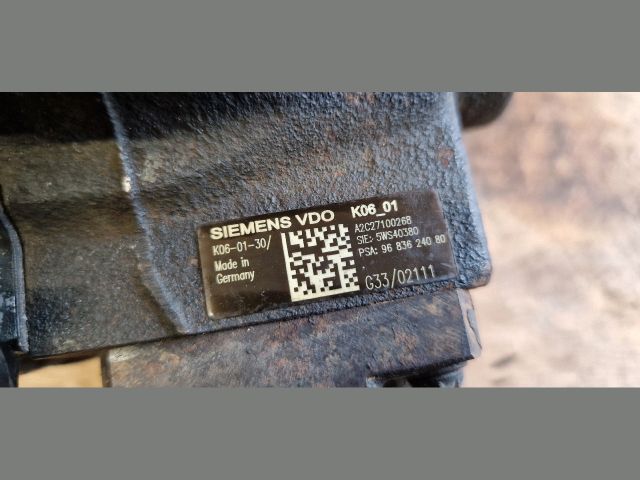 SIEMENS VDO K06_01
K06-01-30/
Made in
Germany
A2C27100268
SIE: 5WS40380
PSA: 96 836 240 80
G33/02111